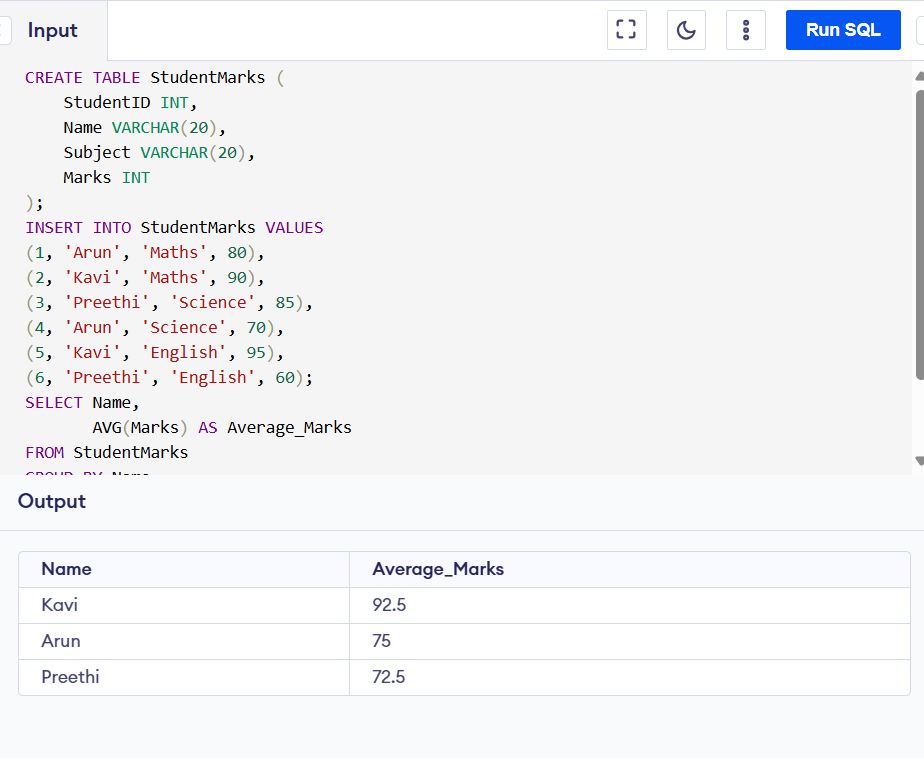 Input
Run SQL
CREATE TABLE StudentMarks (
    StudentID INT,
    Name VARCHAR(20),
    Subject VARCHAR(20),
    Marks INT
);
INSERT INTO StudentMarks VALUES
(1, 'Arun', 'Maths', 80),
(2, 'Kavi', 'Maths', 90),
(3, 'Preethi', 'Science', 85),
(4, 'Arun', 'Science', 70),
(5, 'Kavi', 'English', 95),
(6, 'Preethi', 'English', 60);
SELECT Name,
       AVG(Marks) AS Average_Marks
FROM StudentMarks
GROUP BY Name
Output
Name Average_Marks
Kavi 92.5
Arun 75
Preethi 72.5